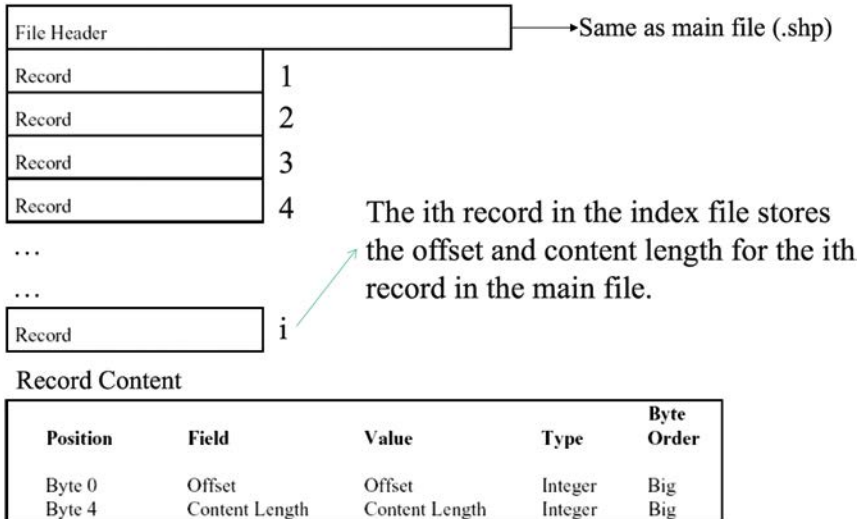 File Header
Same as main file (.shp)
Record 1
Record 2
Record 3
Record 4
The ith record in the index file stores
the offset and content length for the ith
record in the main file.
…
…
Record i
Record Content
Position Field Value Type Byte Order
Byte 0 Offset Offset Integer Big
Byte 4 Content Length Content Length Integer Big